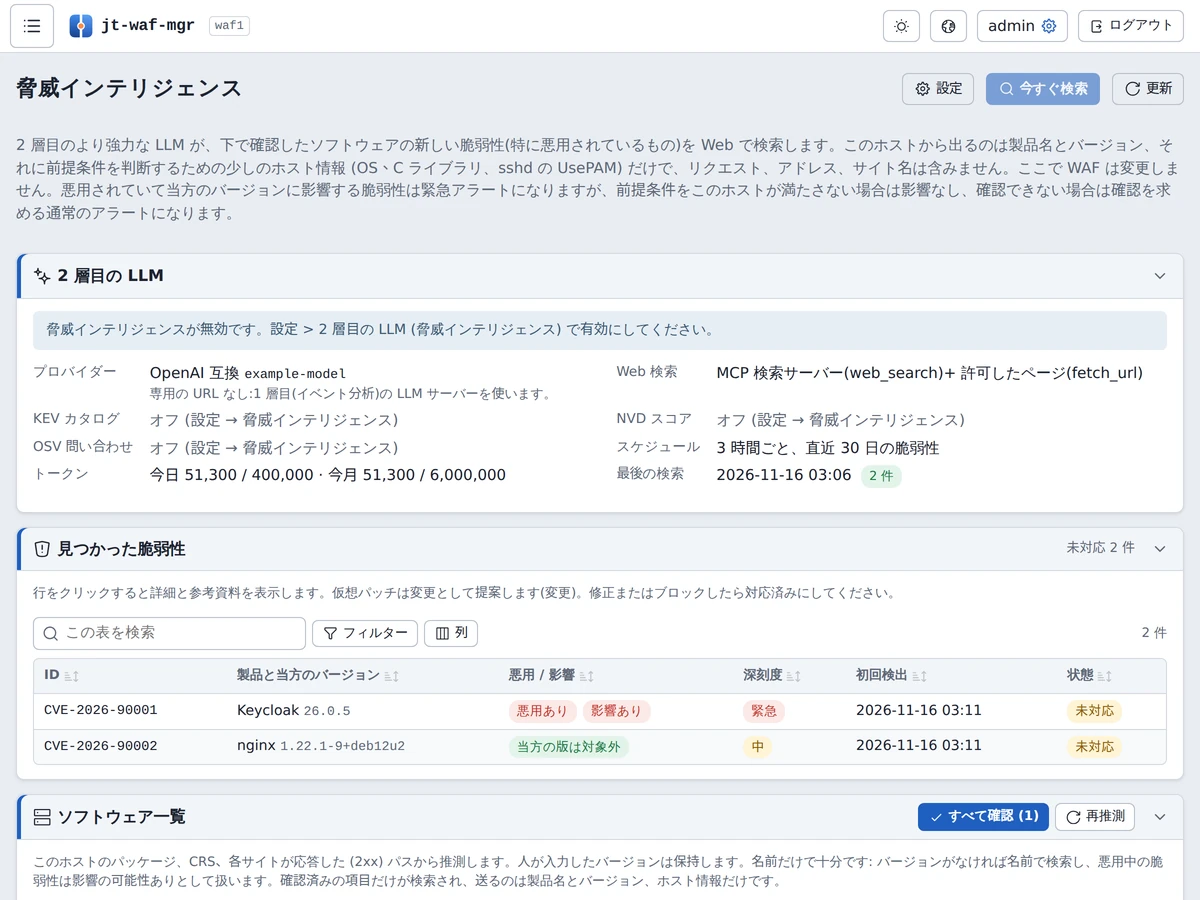 jt-waf-mgr waf1 admin ログアウト
脅威インテリジェンス 設定 今すぐ検索 更新
2 層目のより強力な LLM が、下で確認したソフトウェアの新しい脆弱性(特に悪用されているもの)を Web で検索します。このホストから出るのは製品名とバージョン、そ
れに前提条件を判断するための少しのホスト情報 (OS、C ライブラリ、sshd の UsePAM) だけで、リクエスト、アドレス、サイト名は含みません。ここで WAF は変更しま
せん。悪用されていて当方のバージョンに影響する脆弱性は緊急アラートになりますが、前提条件をこのホストが満たさない場合は影響なし、確認できない場合は確認を求
める通常のアラートになります。
2 層目の LLM
脅威インテリジェンスが無効です。設定 > 2 層目の LLM (脅威インテリジェンス) で有効にしてください。
プロバイダー OpenAI 互換 example-model Web 検索 MCP 検索サーバー(web_search)+ 許可したページ(fetch_url)
専用の URL なし:1 層目(イベント分析)の LLM サーバーを使います。
KEV カタログ オフ (設定 → 脅威インテリジェンス) NVD スコア オフ (設定 → 脅威インテリジェンス)
OSV 問い合わせ オフ (設定 → 脅威インテリジェンス) スケジュール 3 時間ごと、直近 30 日の脆弱性
トークン 今日 51,300 / 400,000 · 今月 51,300 / 6,000,000 最後の検索 2026-11-16 03:06 2 件
見つかった脆弱性 未対応 2 件
行をクリックすると詳細と参考資料を表示します。仮想パッチは変更として提案します(変更)。修正またはブロックしたら対応済みにしてください。
この表を検索 フィルター 列 2 件
ID 製品と当方のバージョン 悪用 / 影響 深刻度 初回検出 状態
CVE-2026-90001 Keycloak 26.0.5 悪用あり 影響あり 緊急 2026-11-16 03:11 未対応
CVE-2026-90002 nginx 1.22.1-9+deb12u2 当方の版は対象外 中 2026-11-16 03:11 未対応
ソフトウェア一覧 すべて確認 (1) 再推測
このホストのパッケージ、CRS、各サイトが応答した (2xx) パスから推測します。人が入力したバージョンは保持します。名前だけで十分です: バージョンがなければ名前で検索し、悪用中の脆
弱性は影響の可能性ありとして扱います。確認済みの項目だけが検索され、送るのは製品名とバージョン、ホスト情報だけです。